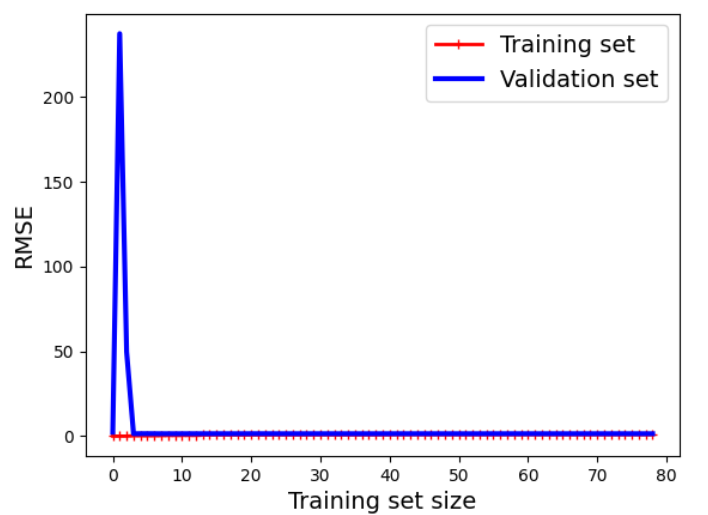 Training set
Validation set
200
150
100
50
0
RMSE
0 10 20 30 40 50 60 70 80
Training set size